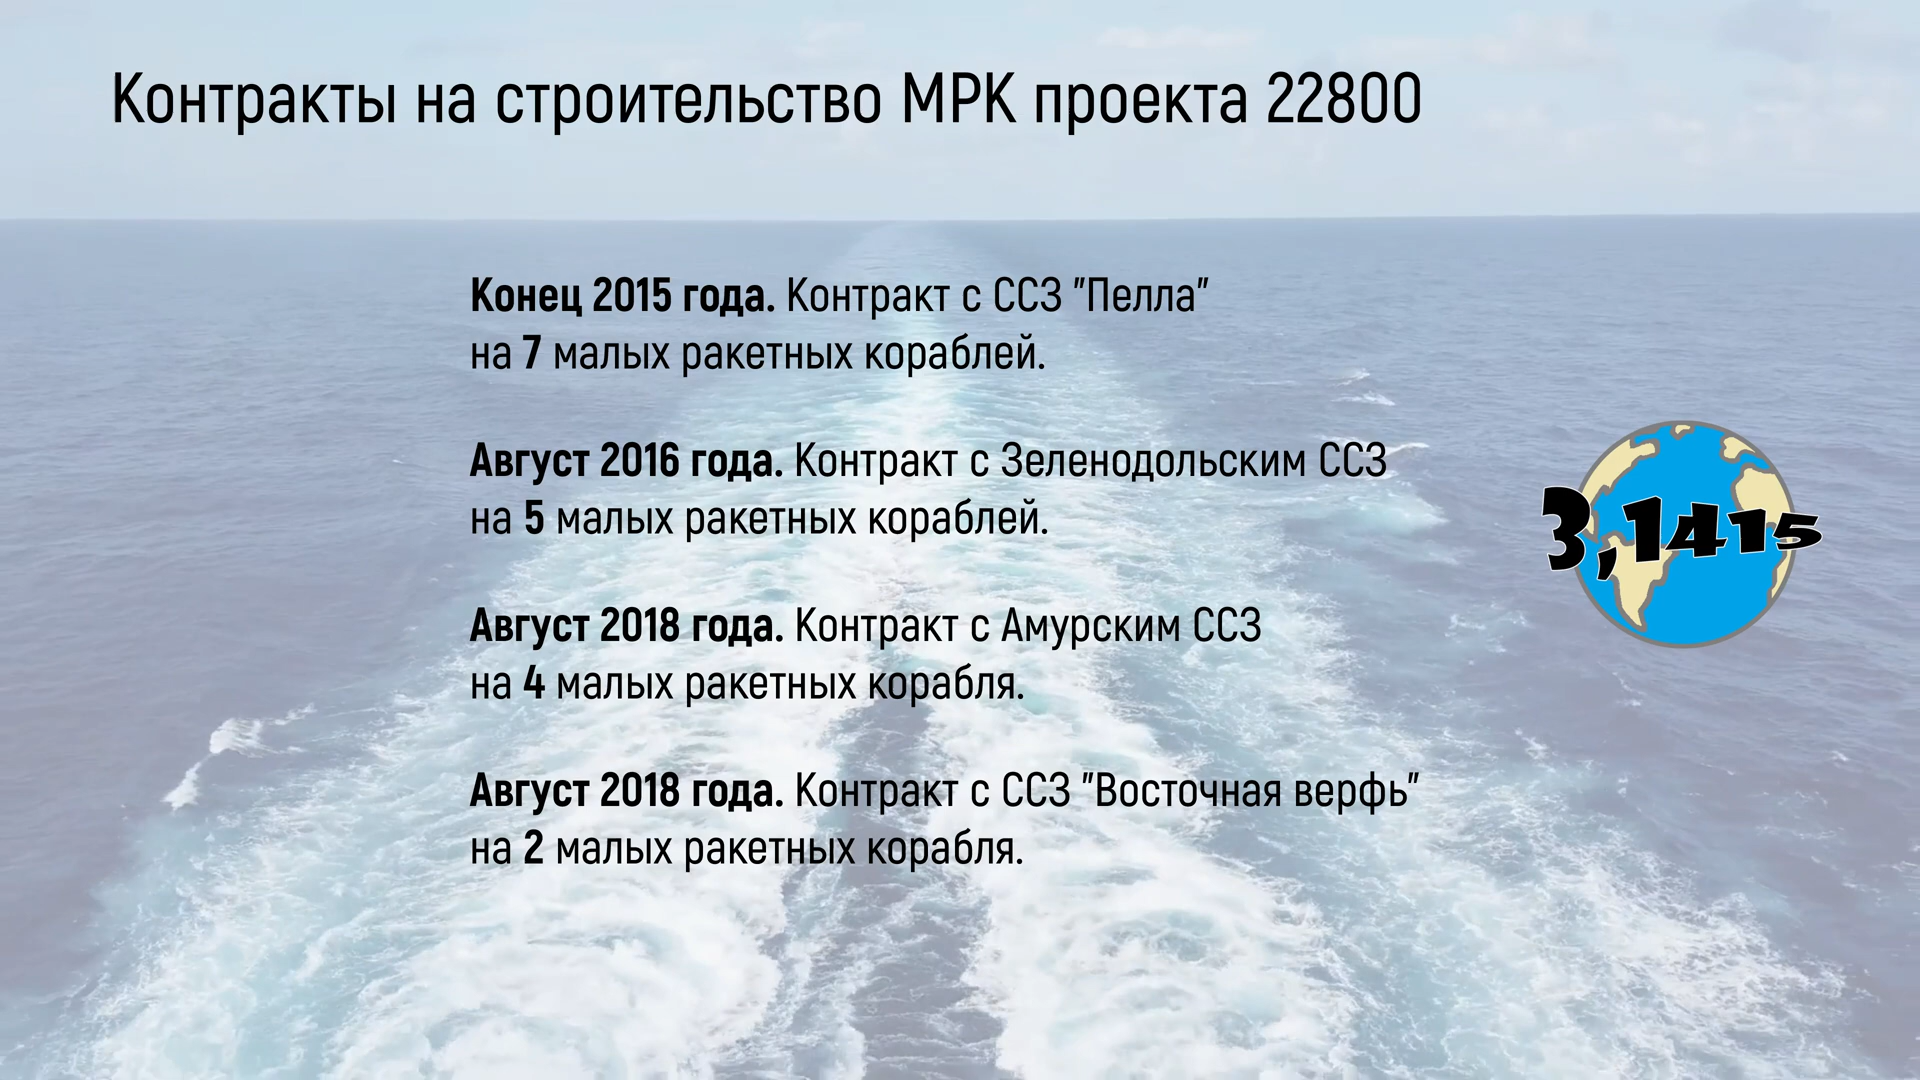 Контракты на строительство МРК проекта 22800
Конец 2015 года. Контракт с ССЗ "Пелла"
на 7 малых ракетных кораблей.
Август 2016 года. Контракт с Зеленодольским ССЗ
на 5 малых ракетных кораблей.
3,1415
Август 2018 года. Контракт с Амурским ССЗ
на 4 малых ракетных корабля.
Август 2018 года. Контракт с ССЗ "Восточная верфь"
на 2 малых ракетных корабля.